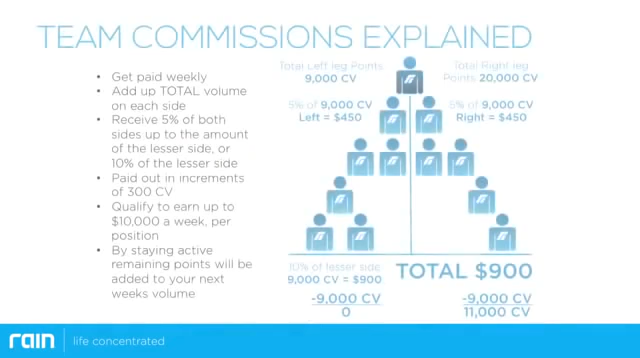 TEAM COMMISSIONS EXPLAINED
• Get paid weekly
• Add up TOTAL volume
on each side
• Receive 5% of both
sides up to the amount
of the lesser side, or
10% of the lesser side
• Paid out in increments
of 300 CV
• Qualify to earn up to
$10,000 a week, per
position
• By staying active
remaining points will be
added to your next
weeks volume
Total Left leg Points
9,000 CV
Total Right leg
Points 20,000 CV
5% of 9,000 CV
Left = $450
5% of 9,000 CV
Right = $450
10% of lesser side
9,000 CV = $900
TOTAL $900
-9,000 CV
0
-9,000 CV
11,000 CV
rain
life concentrated